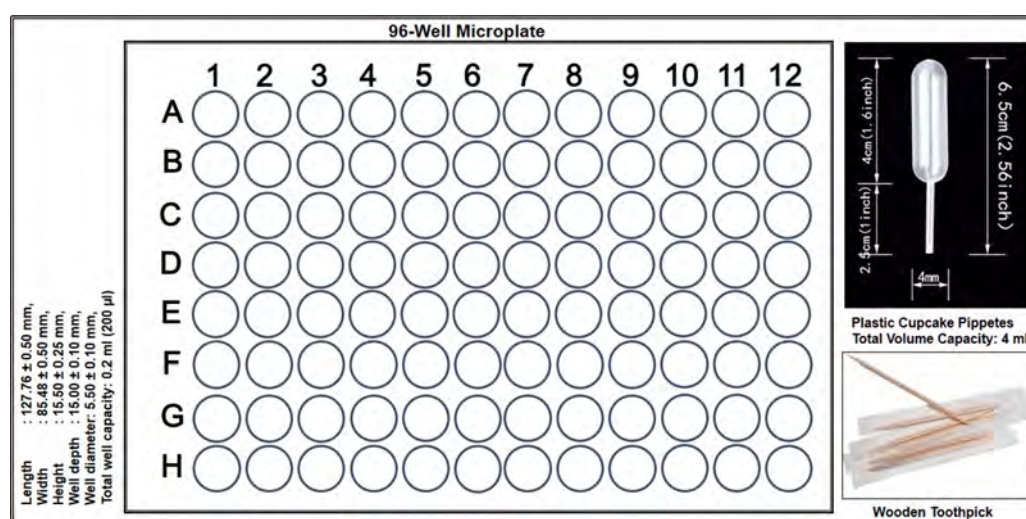 96-Well Microplate
1 2 3 4 5 6 7 8 9 10 11 12
A
B
C
D
E
F
G
H
Length : 127.76 ± 0.50 mm,
Width : 85.48 ± 0.50 mm,
Height : 15.50 ± 0.25 mm,
Well depth : 15.00 ± 0.10 mm,
Well diameter: 5.50 ± 0.10 mm,
Total well capacity: 0.2 ml (200 µl)
4cm(1.6inch)
2.5cm(1inch)
6.5cm(2.56inch)
4mm
Plastic Cupcake Pippetes
Total Volume Capacity: 4 ml
Wooden Toothpick